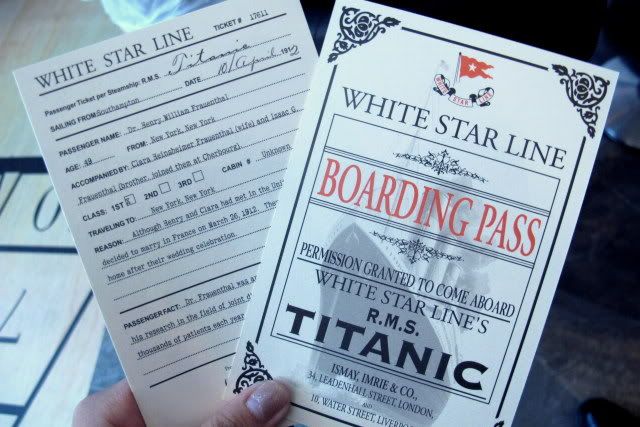 WHITE STAR LINE
TICKET # 17611
Passenger Ticket per Steamship: R.M.S. Titanic
SAILING FROM: Southampton DATE 10/April/1912
PASSENGER NAME: Dr. Henry William Frauenthal
AGE: 49 FROM: New York, New York
ACCOMPANIED BY: Clara Heinsheimer Frauenthal (wife) and Isaac G.
Frauenthal (brother, joined them at Cherbourg)
CLASS: 1ST 2ND 3RD CABIN # Unknown
TRAVELING TO: New York, New York
REASON: Although Henry and Clara had met in the Unit
decided to marry in France on March 26, 1912. The
home after their wedding celebration.
PASSENGER FACT: Dr. Frauenthal was
his research in the field of joint d
thousands of patients each year
WHITE STAR LINE
WHITE STAR LINE
BOARDING PASS
PERMISSION GRANTED TO COME ABOARD
WHITE STAR LINE'S
R.M.S.
TITANIC
ISMAY, IMRIE & CO.,
34, LEADENHALL STREET, LONDON,
AND
10, WATER STREET, LIVERPO